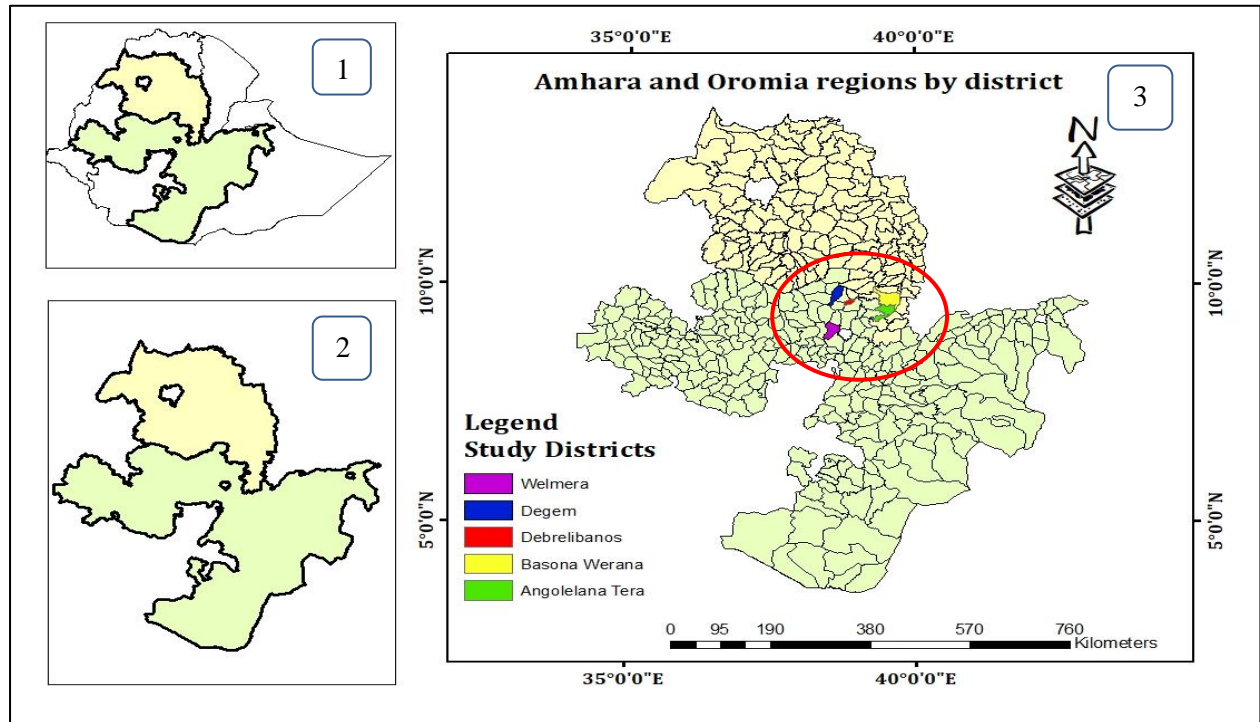 1
2
35°0'0"E 40°0'0"E
Amhara and Oromia regions by district
3
N
10°0'0"N 10°0'0"N
5°0'0"N 5°0'0"N
Legend
Study Districts
Welmera
Degem
Debrelibanos
Basona Werana
Angolelana Tera
0 95 190 380 570 760
Kilometers
35°0'0"E 40°0'0"E